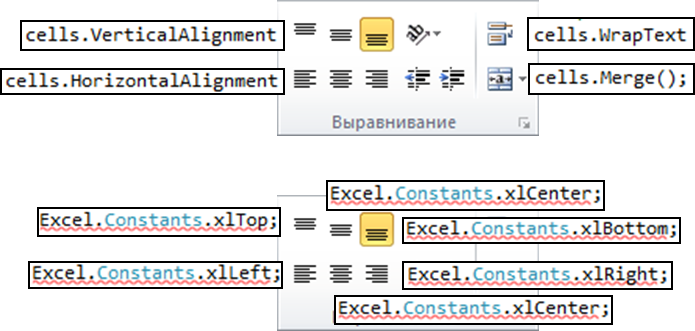 cells.VerticalAlignment
cells.WrapText
cells.HorizontalAlignment
cells.Merge();
Выравнивание
Excel.Constants.xlCenter;
Excel.Constants.xlTop;
Excel.Constants.xlBottom;
Excel.Constants.xlLeft;
Excel.Constants.xlRight;
Excel.Constants.xlCenter;